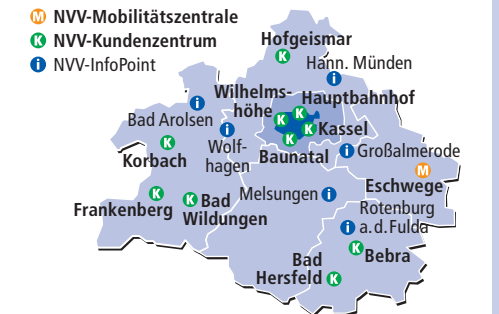 M NVV-Mobilitätszentrale
K NVV-Kundenzentrum
i NVV-InfoPoint
Hofgeismar
K
Hann. Münden
i
Wilhelms-
höhe
Hauptbahnhof
K
K
K
Kassel
K
Baunatal
i
Bad Arolsen
i
Wolf-
hagen
K
Korbach
i Großalmerode
M
Eschwege
K
Frankenberg
K Bad
Wildungen
Melsungen i
Rotenburg
i a.d.Fulda
K
Bebra
Bad
Hersfeld K